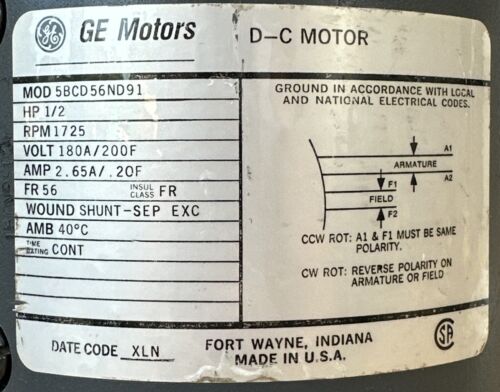 GE GE Motors
D-C MOTOR
MOD 5BCD56ND91
HP 1/2
RPM 1725
VOLT 180A/200F
AMP 2.65A/.20F
FR 56 INSUL CLASS FR
WOUND SHUNT-SEP EXC
AMB 40°C
TIME RATING CONT
GROUND IN ACCORDANCE WITH LOCAL
AND NATIONAL ELECTRICAL CODES.
A1
ARMATURE
A2
F1
FIELD
F2
CCW ROT: A1 & F1 MUST BE SAME
POLARITY.
CW ROT: REVERSE POLARITY ON
ARMATURE OR FIELD
DATE CODE XLN
FORT WAYNE, INDIANA
MADE IN U.S.A.
SA